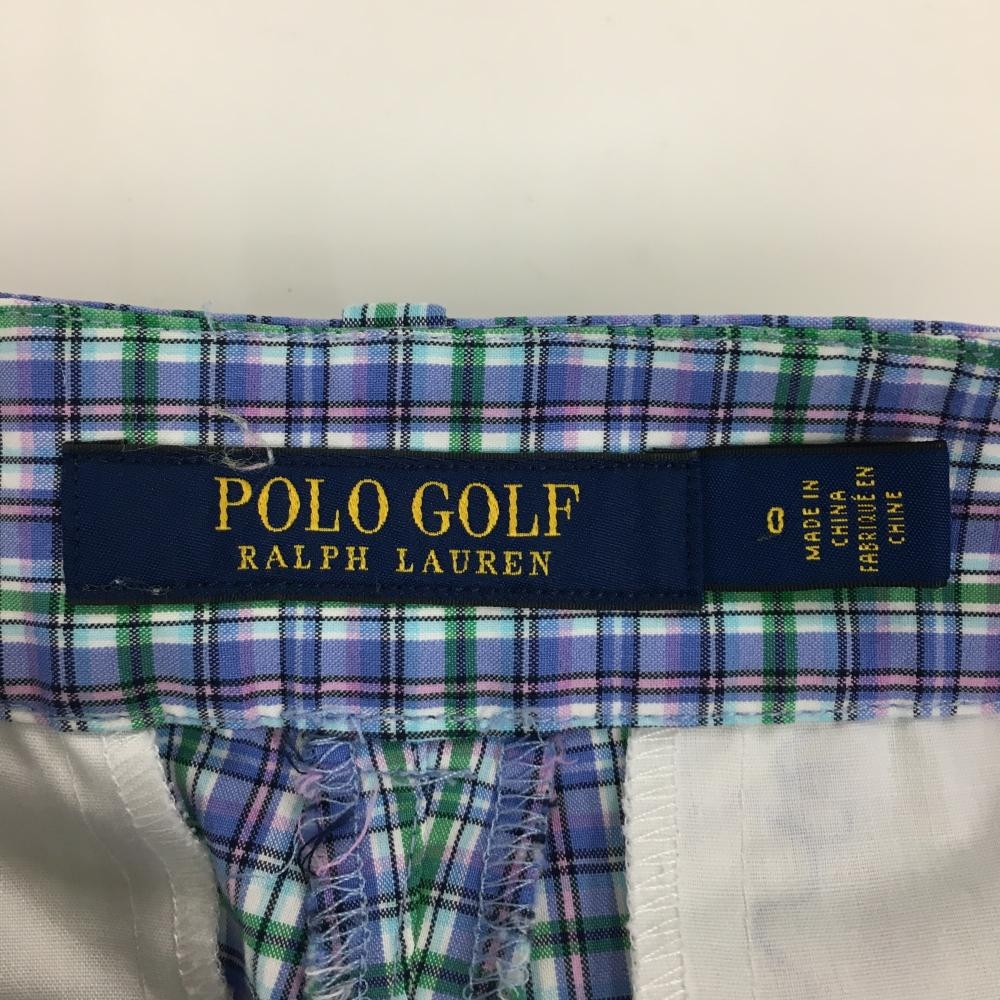 POLO GOLF
RALPH LAUREN
0
MADE IN
CHINA
FABRIQUÉ EN
CHINE